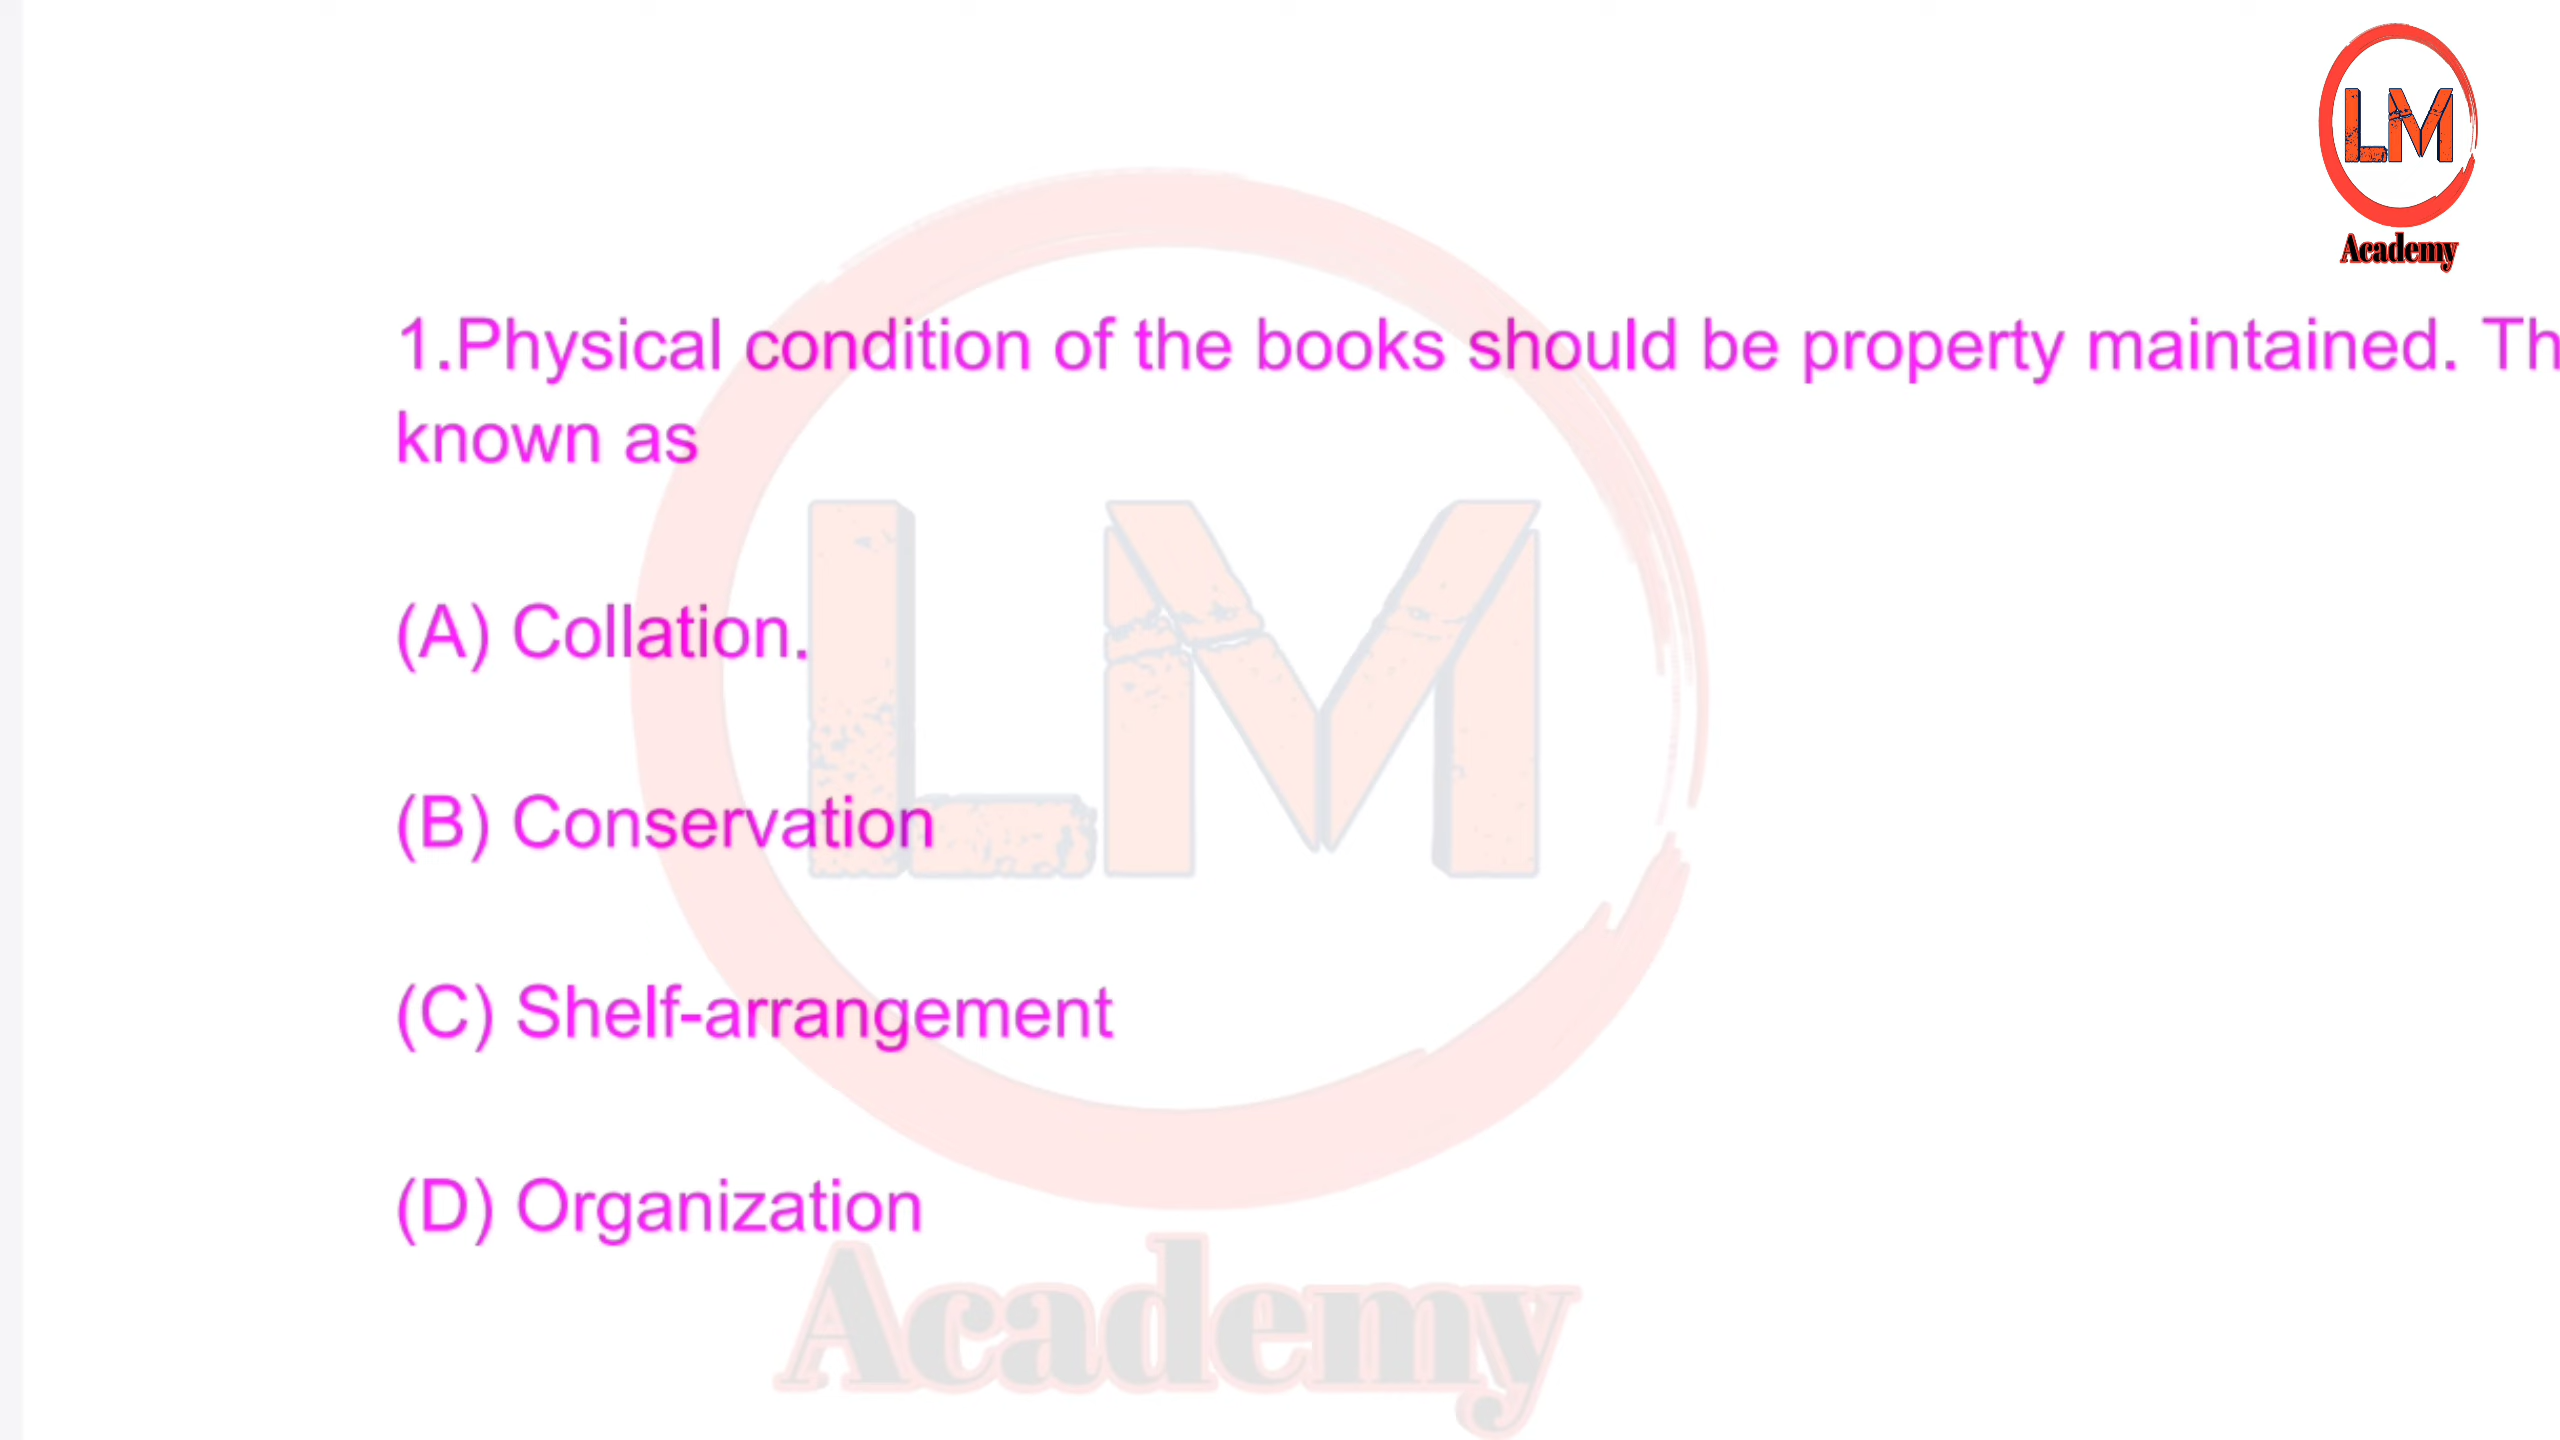 LM
Academy
1.Physical condition of the books should be property maintained. Th
known as
(A) Collation.
(B) Conservation
(C) Shelf-arrangement
(D) Organization
LM
Academy